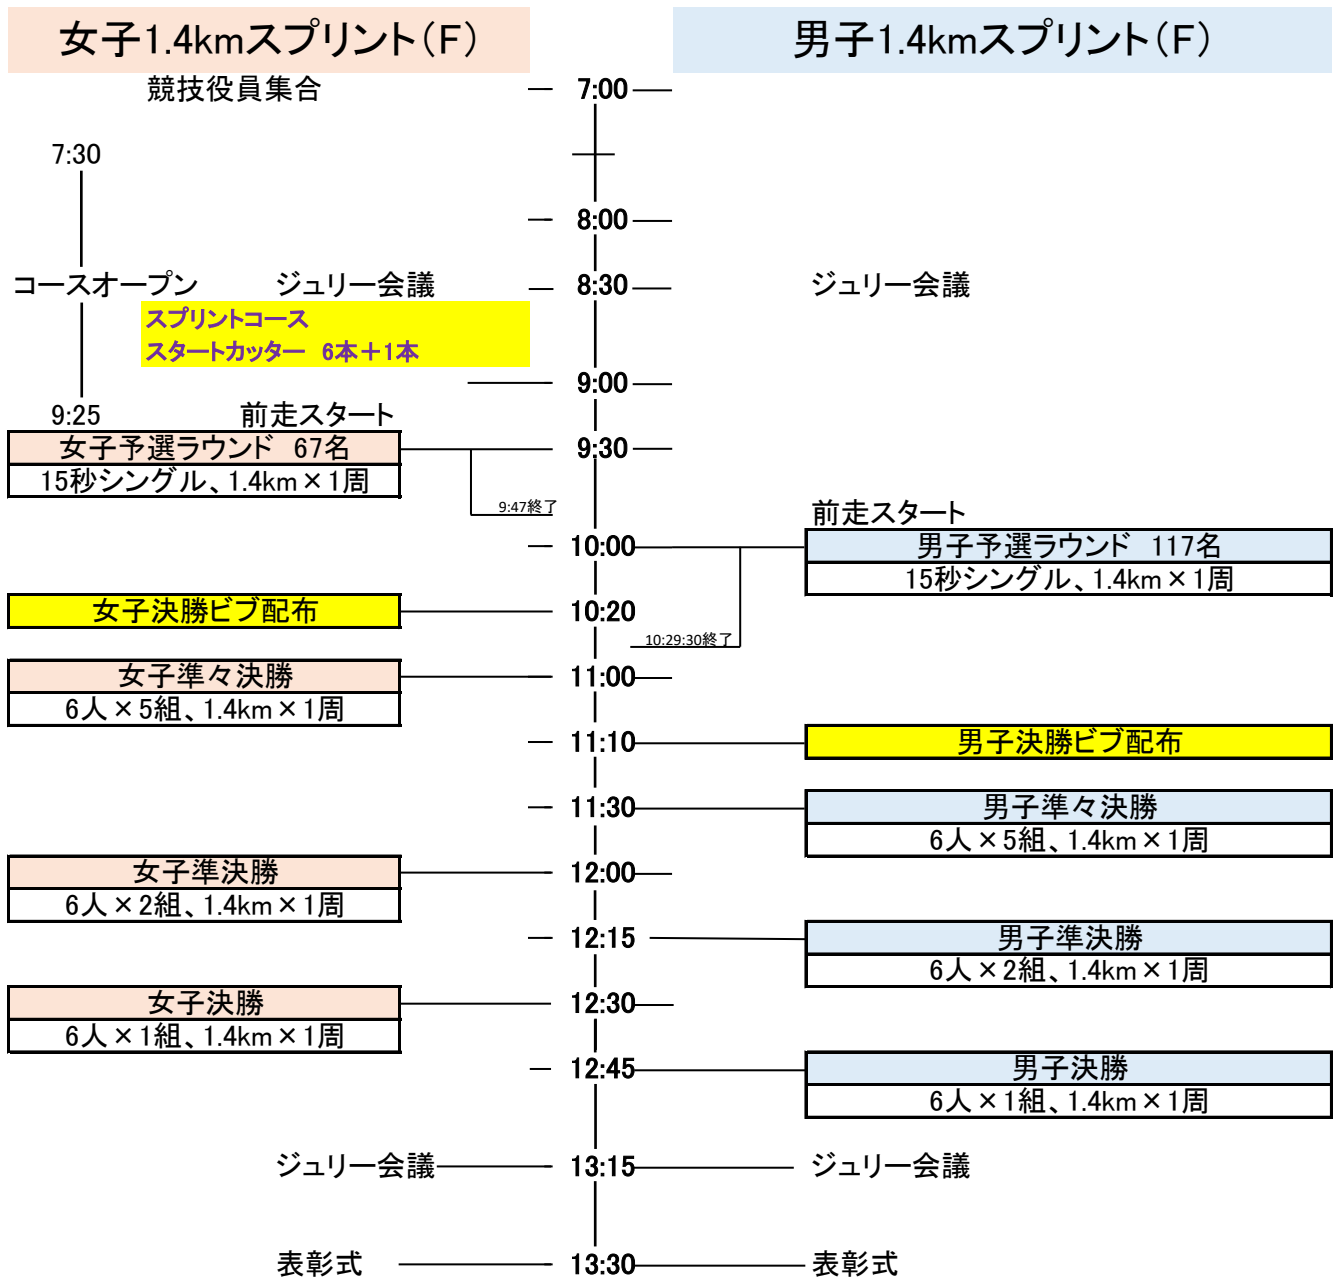 女子1.4kmスプリント(F)
男子1.4kmスプリント(F)
競技役員集合
7:00
7:30
8:00
コースオープン
ジュリー会議
8:30
ジュリー会議
スプリントコース
スタートカッター 6本+1本
9:00
9:25
前走スタート
女子予選ラウンド 67名
9:30
15秒シングル、1.4km×1周
9:47終了
前走スタート
10:00
男子予選ラウンド 117名
15秒シングル、1.4km×1周
女子決勝ビブ配布
10:20
10:29:30終了
女子準々決勝
11:00
6人×5組、1.4km×1周
11:10
男子決勝ビブ配布
11:30
男子準々決勝
6人×5組、1.4km×1周
女子準決勝
12:00
6人×2組、1.4km×1周
12:15
男子準決勝
6人×2組、1.4km×1周
女子決勝
12:30
6人×1組、1.4km×1周
12:45
男子決勝
6人×1組、1.4km×1周
ジュリー会議
13:15
ジュリー会議
表彰式
13:30
表彰式